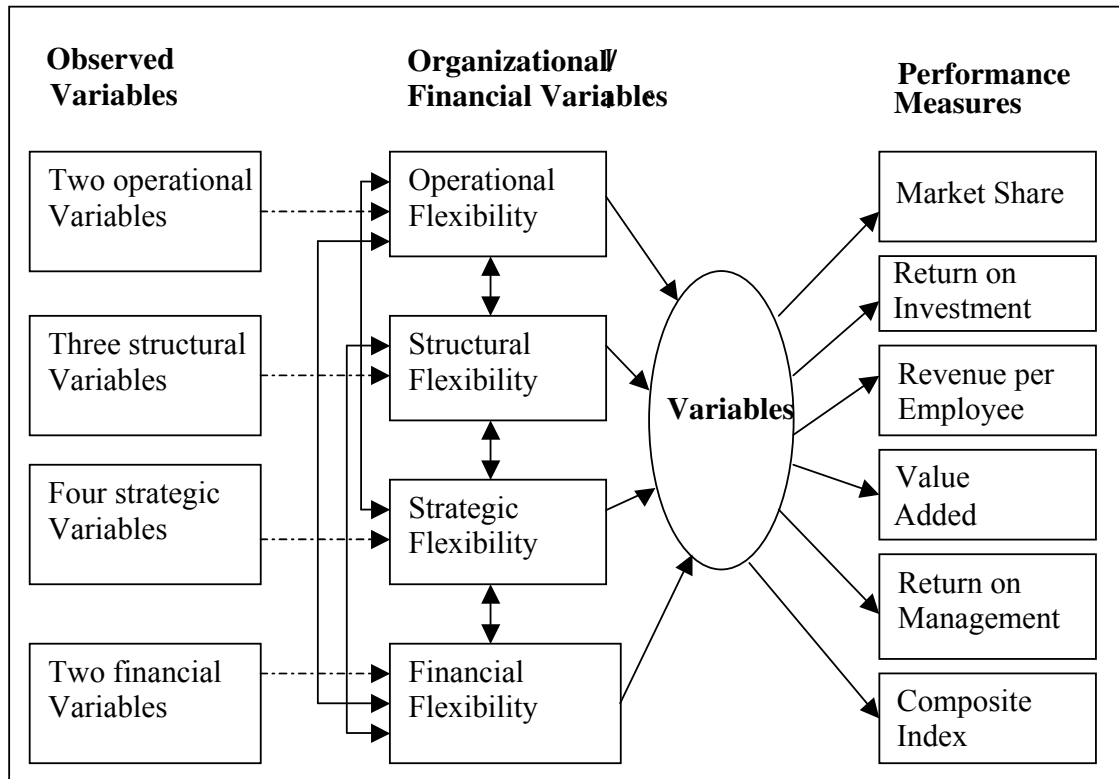 Observed
Variables
Organizational/
Financial Variables
Performance
Measures
Two operational
Variables
Operational
Flexibility
Market Share
Return on
Investment
Three structural
Variables
Structural
Flexibility
Revenue per
Employee
Variables
Four strategic
Variables
Strategic
Flexibility
Value
Added
Return on
Management
Two financial
Variables
Financial
Flexibility
Composite
Index